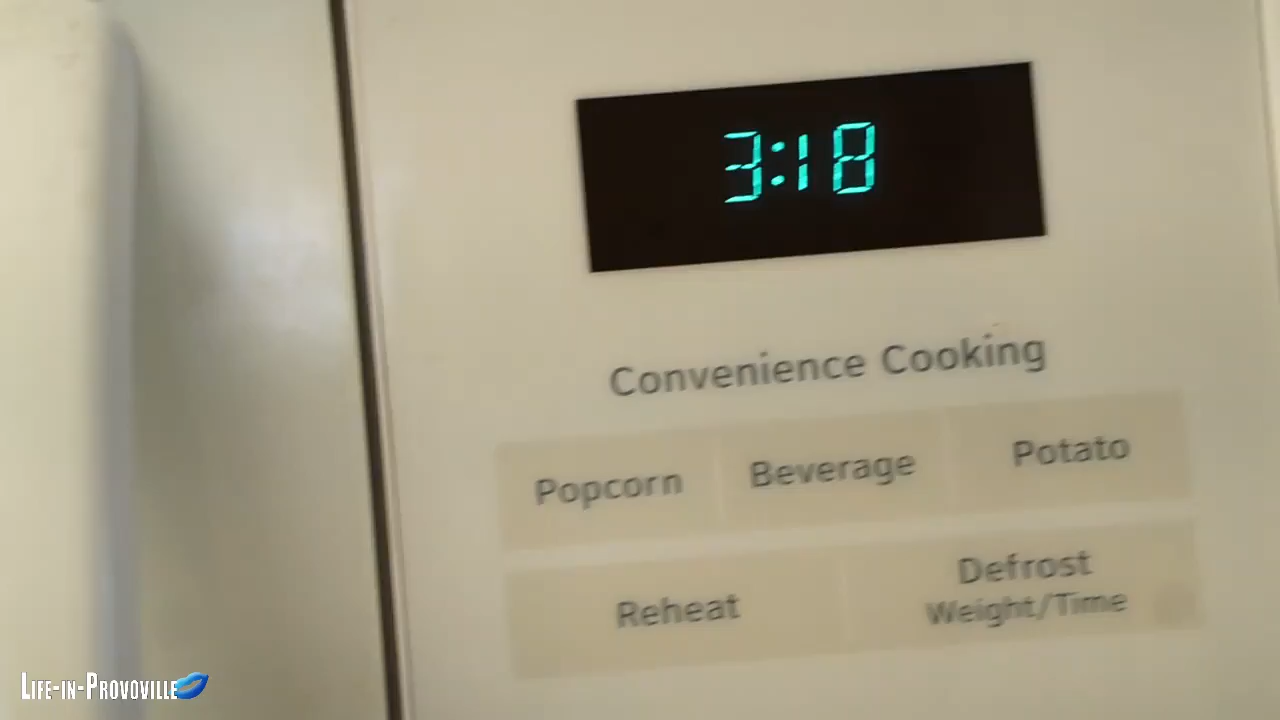 3:18
Convenience Cooking
Popcorn
Beverage
Potato
Reheat
Defrost
Weight/Time
LIFE-IN-PROVOVILLE